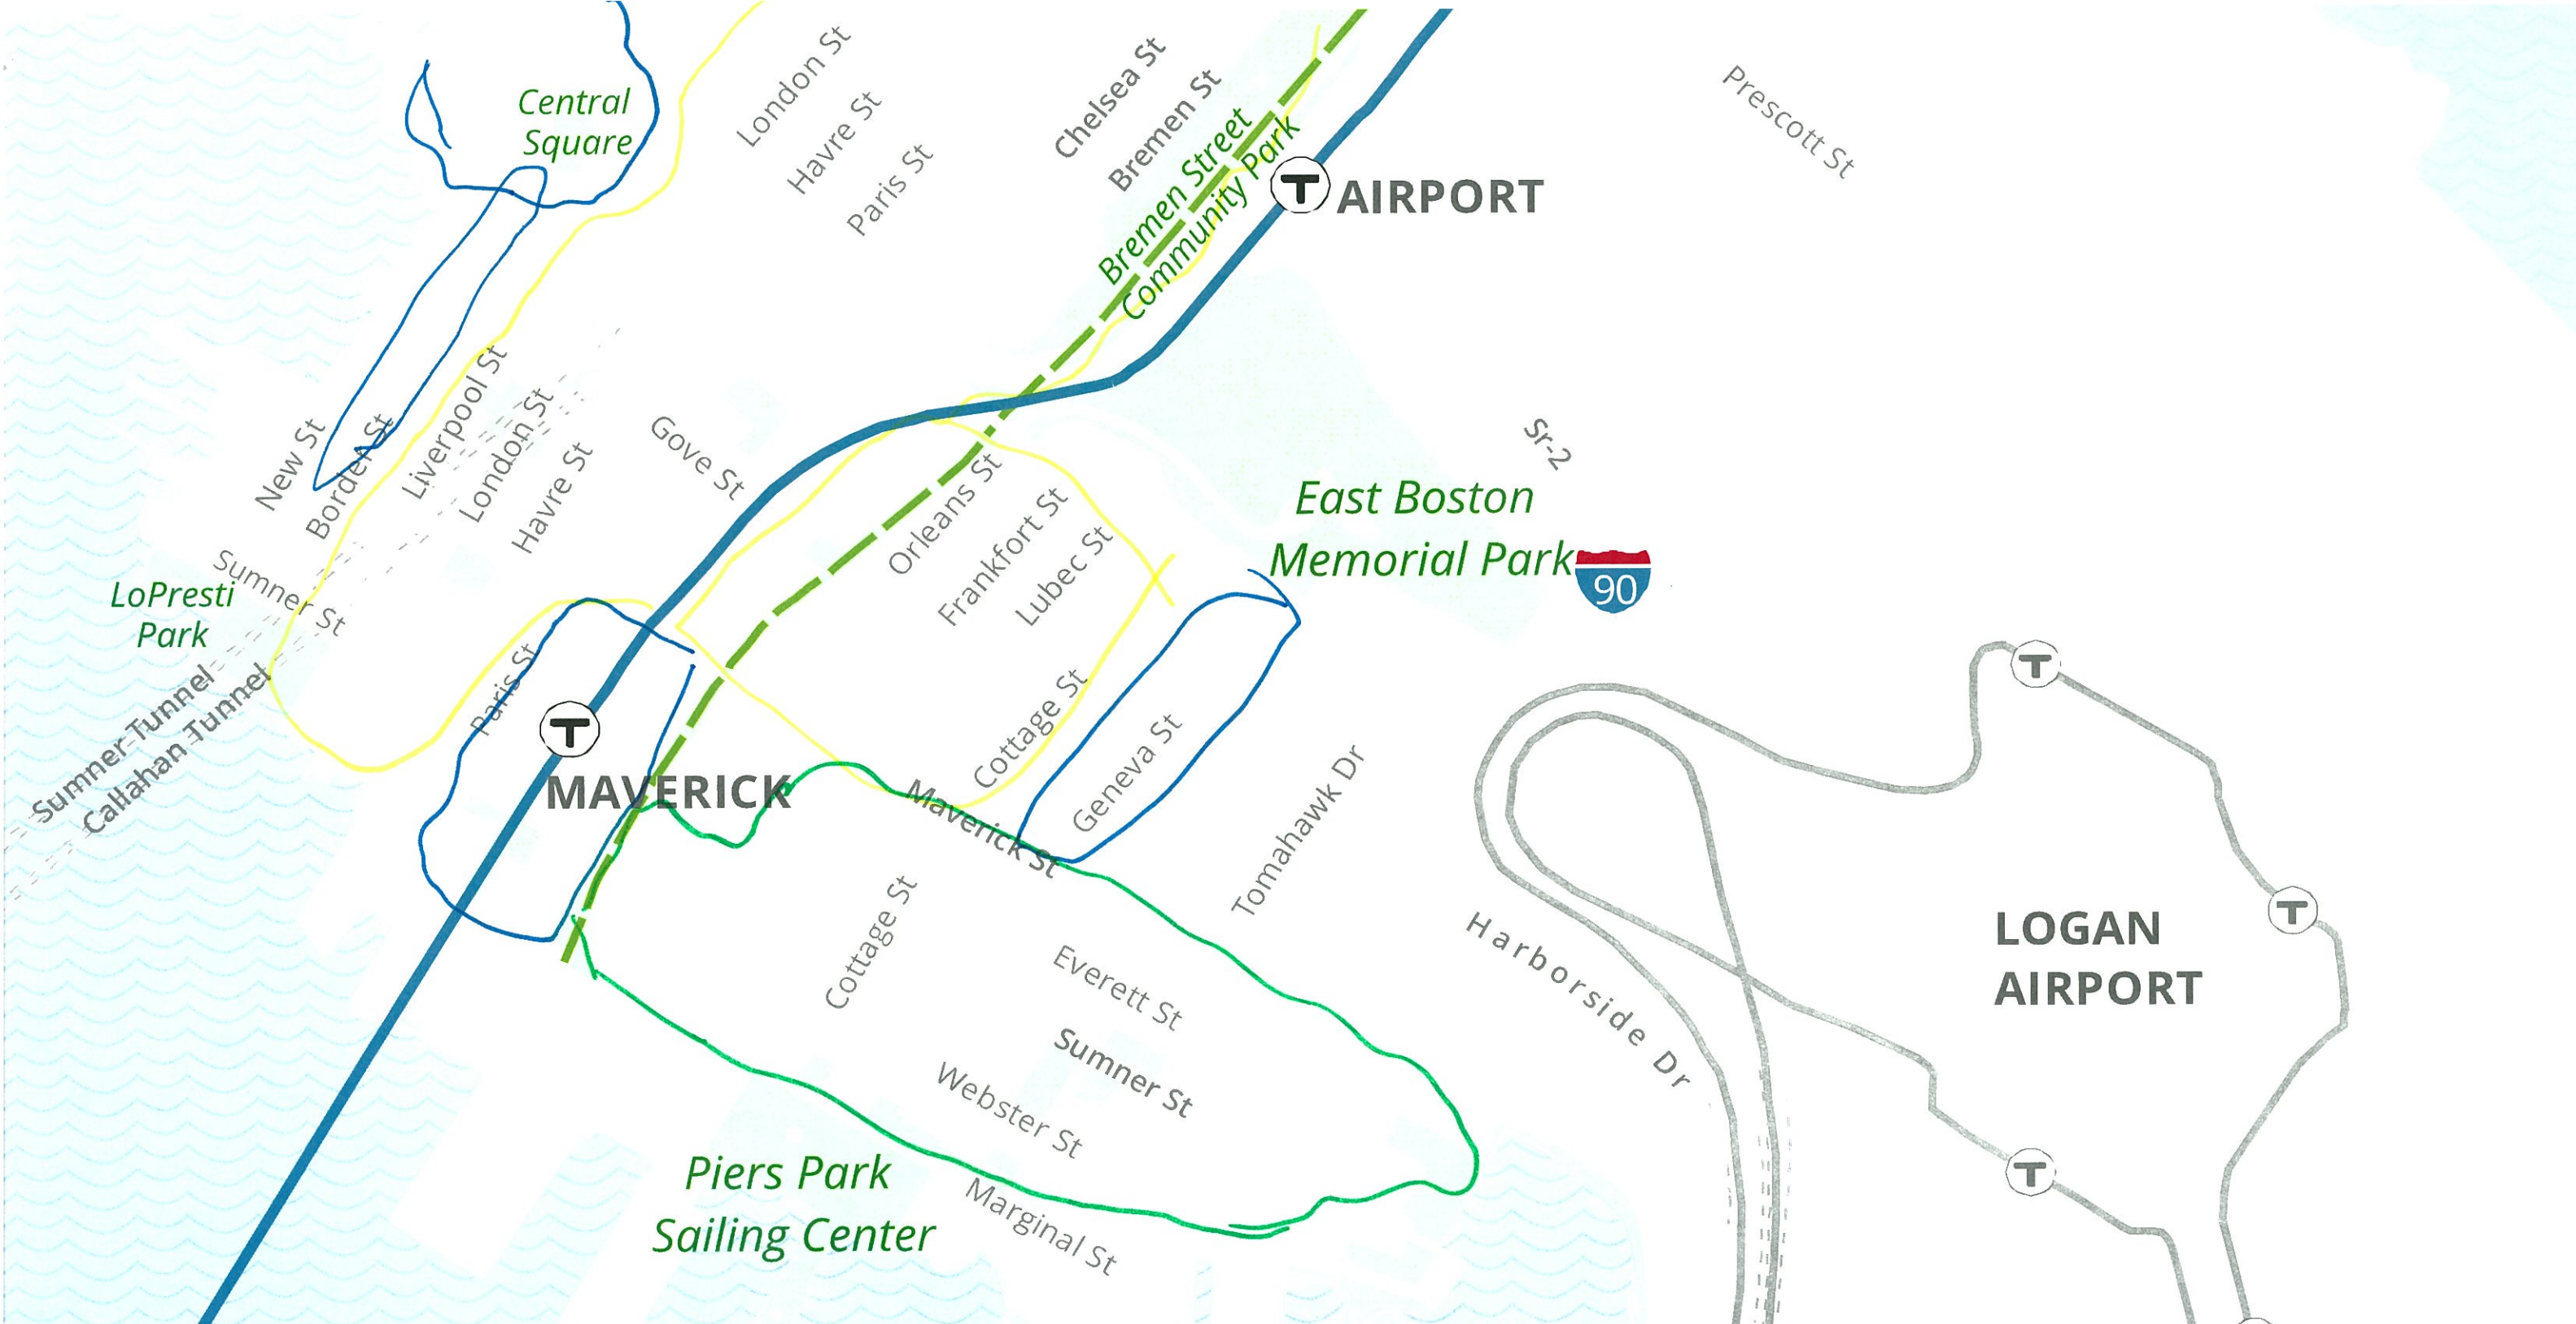 London St
Havre St
Paris St
Chelsea St
Bremen St
Bremen Street
Community Park
Prescott St
Central
Square
T AIRPORT
New St
Border St
Liverpool St
London St
Havre St
Gove St
Orleans St
Frankfort St
Lubec St
Sr-2
East Boston
Memorial Park
90
Sumner St
LoPresti
Park
Sumner Tunnel
Callahan Tunnel
Paris St
T
MAVERICK
Cottage St
Geneva St
Maverick St
Tomahawk Dr
Cottage St
Everett St
Sumner St
Webster St
Marginal St
Piers Park
Sailing Center
Harborside Dr
T
T
LOGAN
AIRPORT
T